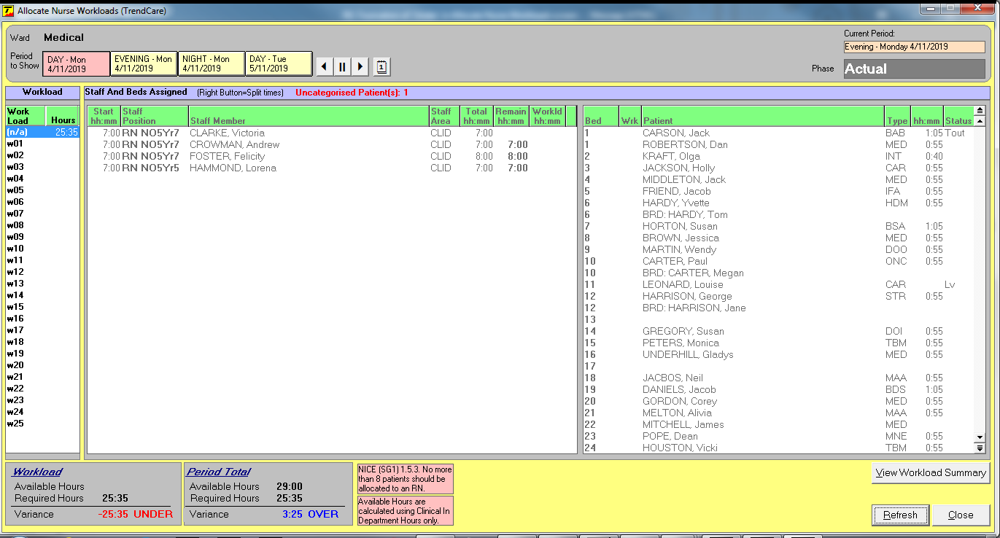 Allocate Nurse Workloads (TrendCare)
Ward Medical
Current Period:
Evening - Monday 4/11/2019
Period to Show
DAY - Mon 4/11/2019
EVENING - Mon 4/11/2019
NIGHT - Mon 4/11/2019
DAY - Tue 5/11/2019
1
Phase Actual
Workload
Staff And Beds Assigned (Right Button=Split times) Uncategorised Patient(s): 1
Work Load Hours
(n/a) 25:35
w01
w02
w03
w04
w05
w06
w07
w08
w09
w10
w11
w12
w13
w14
w15
w16
w17
w18
w19
w20
w21
w22
w23
w24
w25
Start hh:mm Staff Position Staff Member Staff Area Total hh:mm Remain hh:mm Workld hh:mm
7:00 RN NO5Yr7 CLARKE, Victoria CLID 7:00
7:00 RN NO5Yr7 CROWMAN, Andrew CLID 7:00 7:00
7:00 RN NO5Yr7 FOSTER, Felicity CLID 8:00 8:00
7:00 RN NO5Yr5 HAMMOND, Lorena CLID 7:00 7:00
Bed Wrk Patient Type hh:mm Status
1 CARSON, Jack BAB 1:05 Tout
1 ROBERTSON, Dan MED 0:55
2 KRAFT, Olga INT 0:40
3 JACKSON, Holly CAR 0:55
4 MIDDLETON, Jack MED 0:55
5 FRIEND, Jacob IFA 0:55
6 HARDY, Yvette HDM 0:55
6 BRD: HARDY, Tom
7 HORTON, Susan BSA 1:05
8 BROWN, Jessica MED 0:55
9 MARTIN, Wendy DOO 0:55
10 CARTER, Paul ONC 0:55
10 BRD: CARTER, Megan
11 LEONARD, Louise CAR Lv
12 HARRISON, George STR 0:55
12 BRD: HARRISON, Jane
13
14 GREGORY, Susan DOI 0:55
15 PETERS, Monica TBM 0:55
16 UNDERHILL, Gladys MED 0:55
17
18 JACBOS, Neil MAA 0:55
19 DANIELS, Jacob BDS 1:05
20 GORDON, Corey MED 0:55
21 MELTON, Alivia MAA 0:55
22 MITCHELL, James MED
23 POPE, Dean MNE 0:55
24 HOUSTON, Vicki TBM 0:55
Workload
Available Hours
Required Hours 25:35
Variance -25:35 UNDER
Period Total
Available Hours 29:00
Required Hours 25:35
Variance 3:25 OVER
NICE (SG1) 1.5.3. No more
than 8 patients should be
allocated to an RN.
Available Hours are
calculated using Clinical In
Department Hours only.
View Workload Summary
Refresh
Close